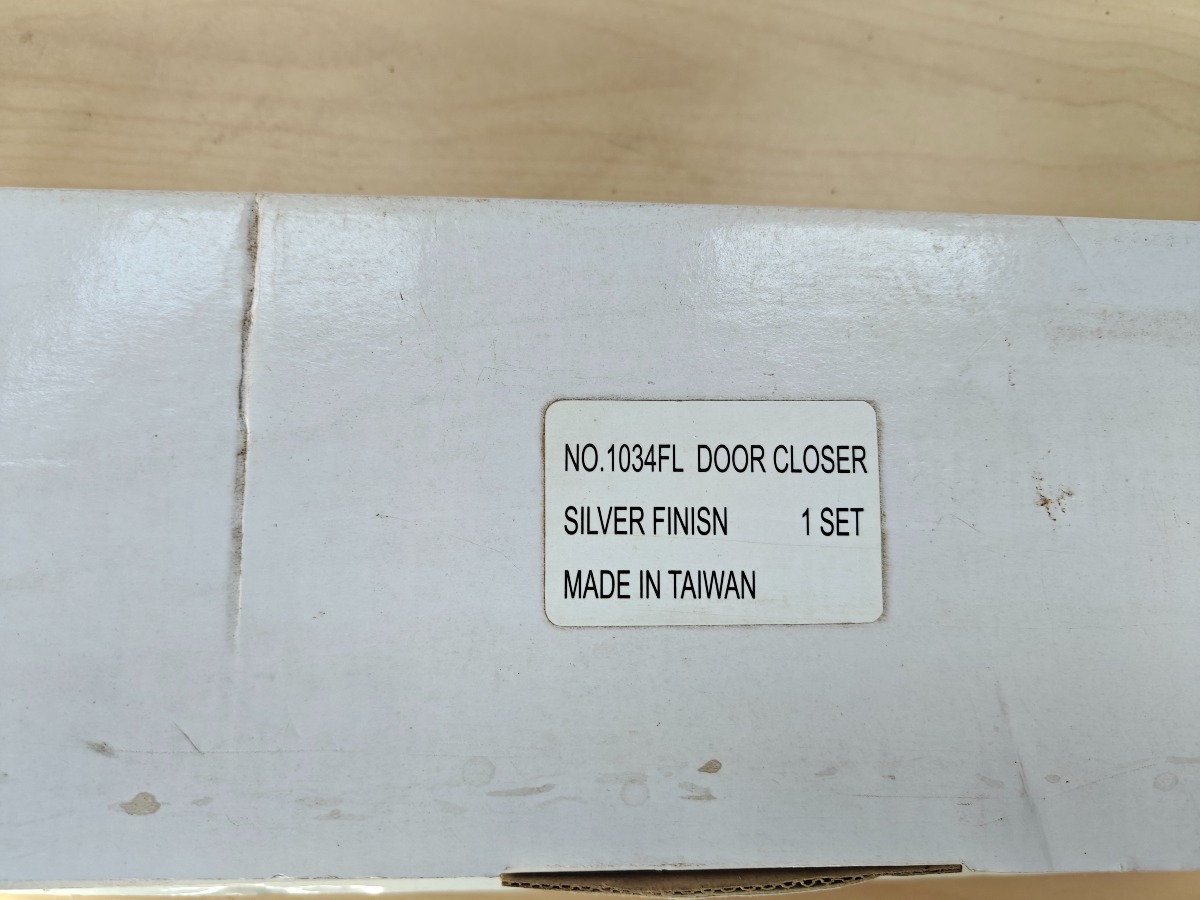 NO.1034FL DOOR CLOSER
SILVER FINISN 1 SET
MADE IN TAIWAN